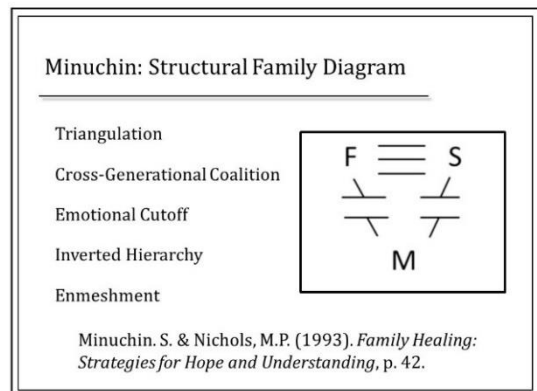 Minuchin: Structural Family Diagram
Triangulation
Cross-Generational Coalition
Emotional Cutoff
Inverted Hierarchy
Enmeshment
F S
M
Minuchin. S. & Nichols, M.P. (1993). Family Healing:
Strategies for Hope and Understanding, p. 42.